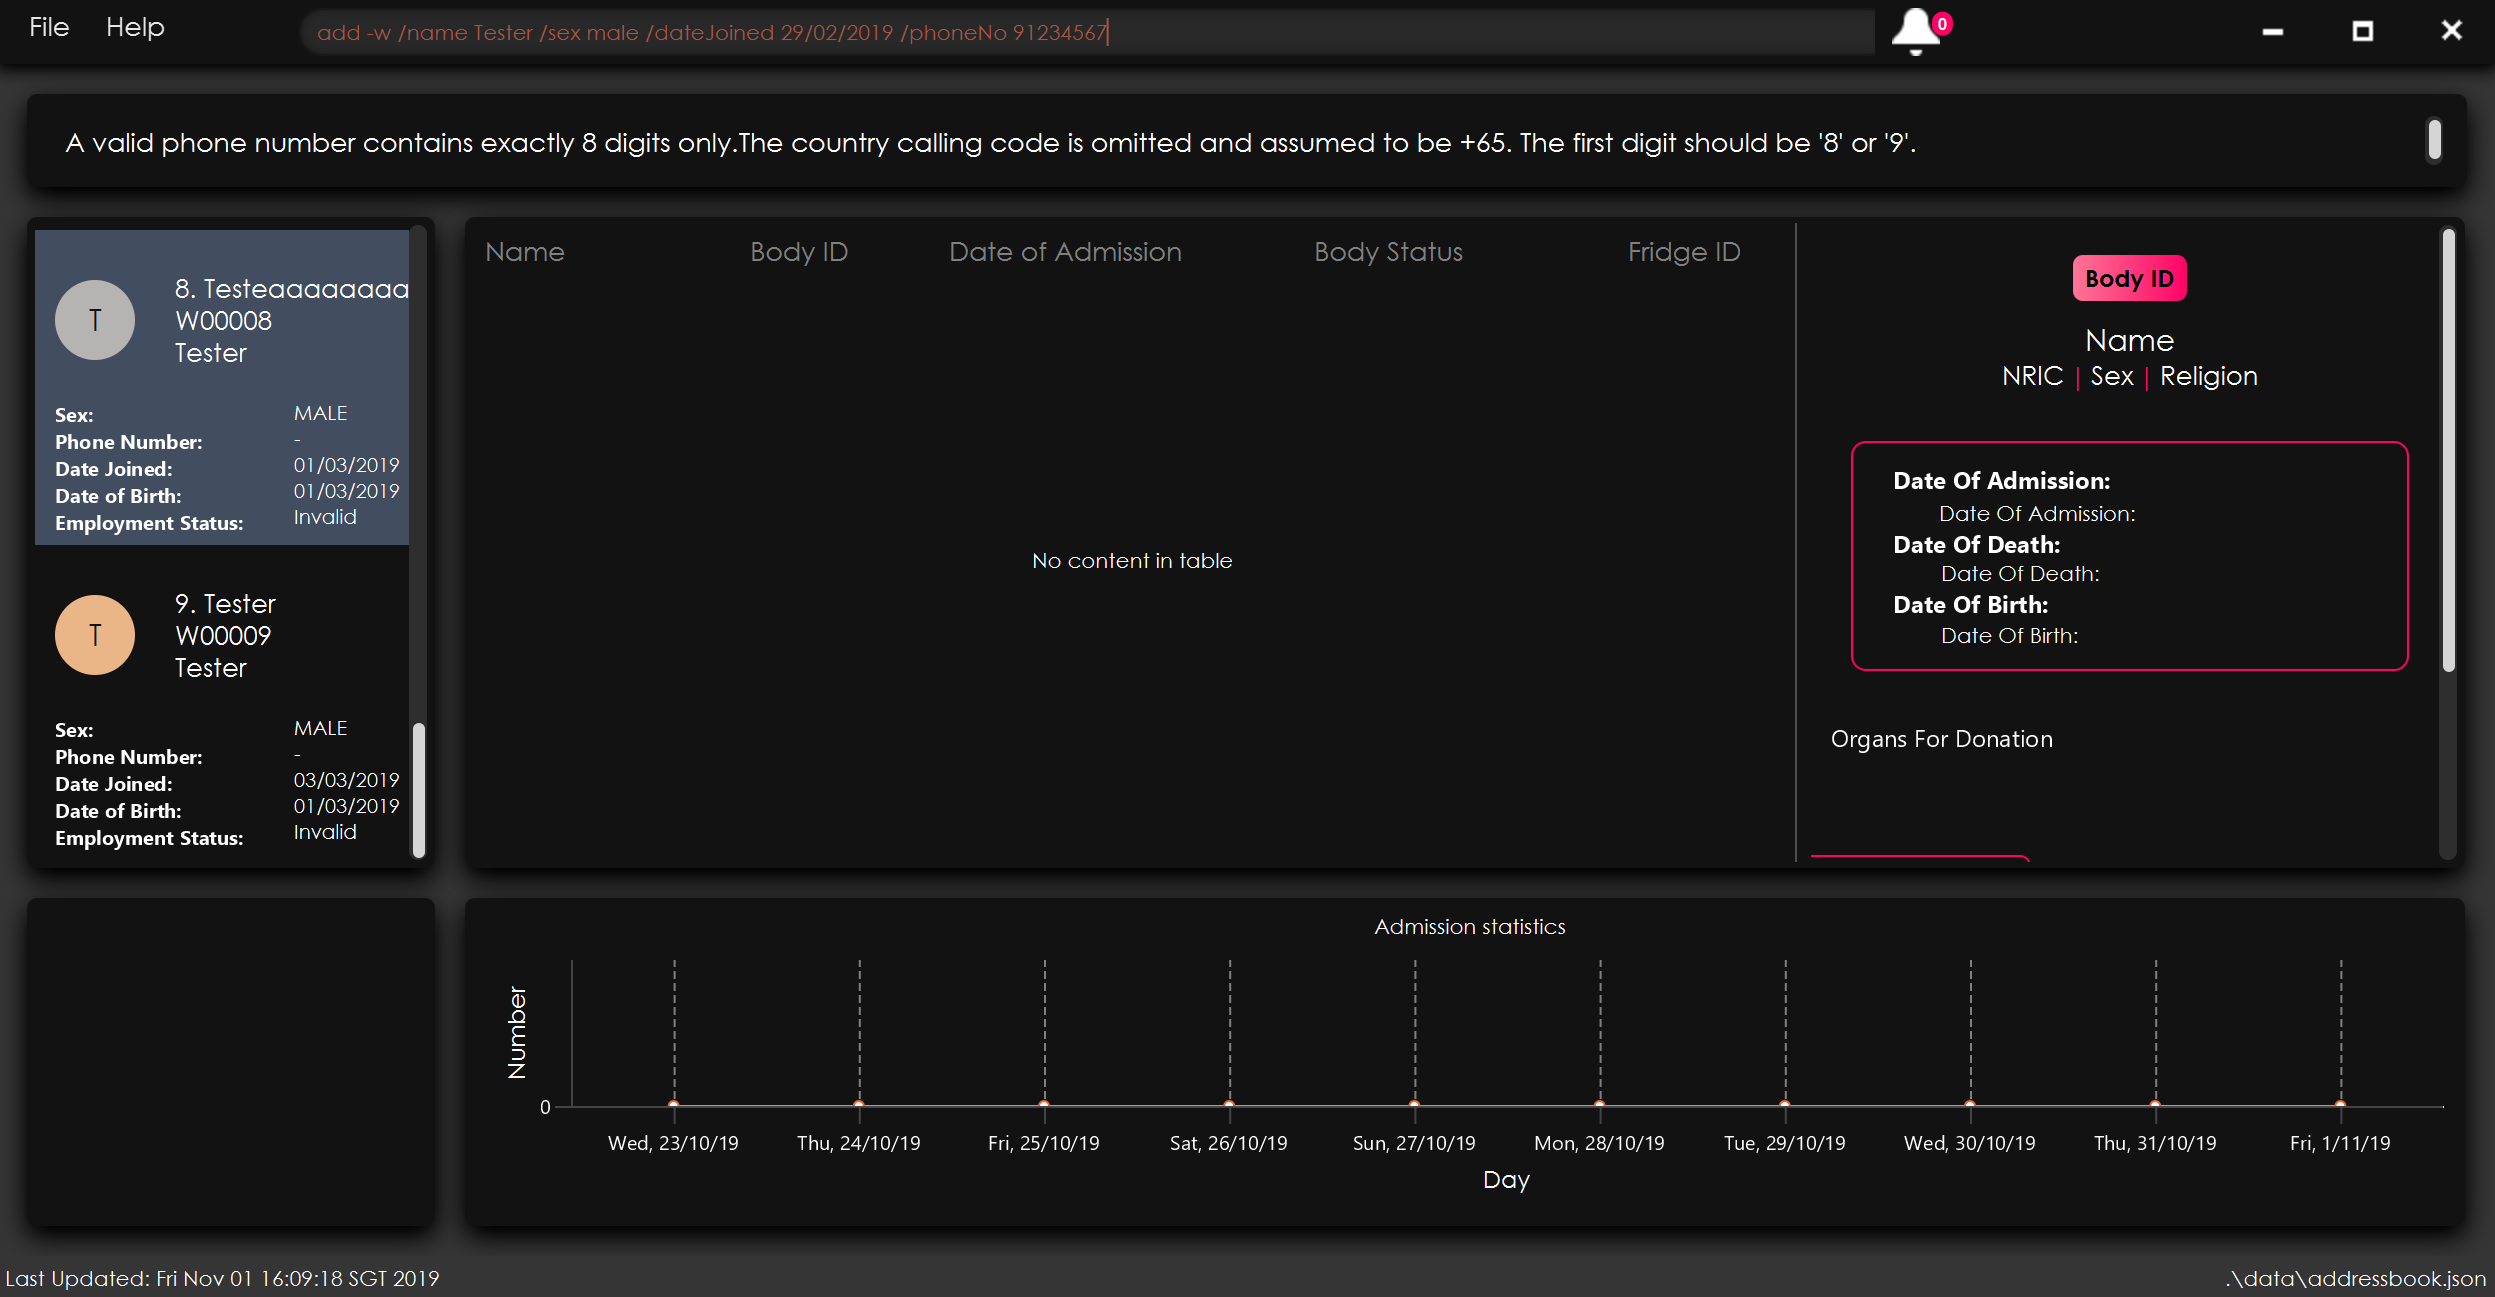 File Help
add -w /name Tester /sex male /dateJoined 29/02/2019 /phoneNo 91234567
0
A valid phone number contains exactly 8 digits only.The country calling code is omitted and assumed to be +65. The first digit should be '8' or '9'.
T
8. Testeaaaaaaaa
W00008
Tester
Sex: MALE
Phone Number: -
Date Joined: 01/03/2019
Date of Birth: 01/03/2019
Employment Status: Invalid
T
9. Tester
W00009
Tester
Sex: MALE
Phone Number: -
Date Joined: 03/03/2019
Date of Birth: 01/03/2019
Employment Status: Invalid
Name Body ID Date of Admission Body Status Fridge ID
No content in table
Body ID
Name
NRIC | Sex | Religion
Date Of Admission:
Date Of Admission:
Date Of Death:
Date Of Death:
Date Of Birth:
Date Of Birth:
Organs For Donation
Admission statistics
Number
0
Wed, 23/10/19 Thu, 24/10/19 Fri, 25/10/19 Sat, 26/10/19 Sun, 27/10/19 Mon, 28/10/19 Tue, 29/10/19 Wed, 30/10/19 Thu, 31/10/19 Fri, 1/11/19
Day
Last Updated: Fri Nov 01 16:09:18 SGT 2019
.\data\addressbook.json